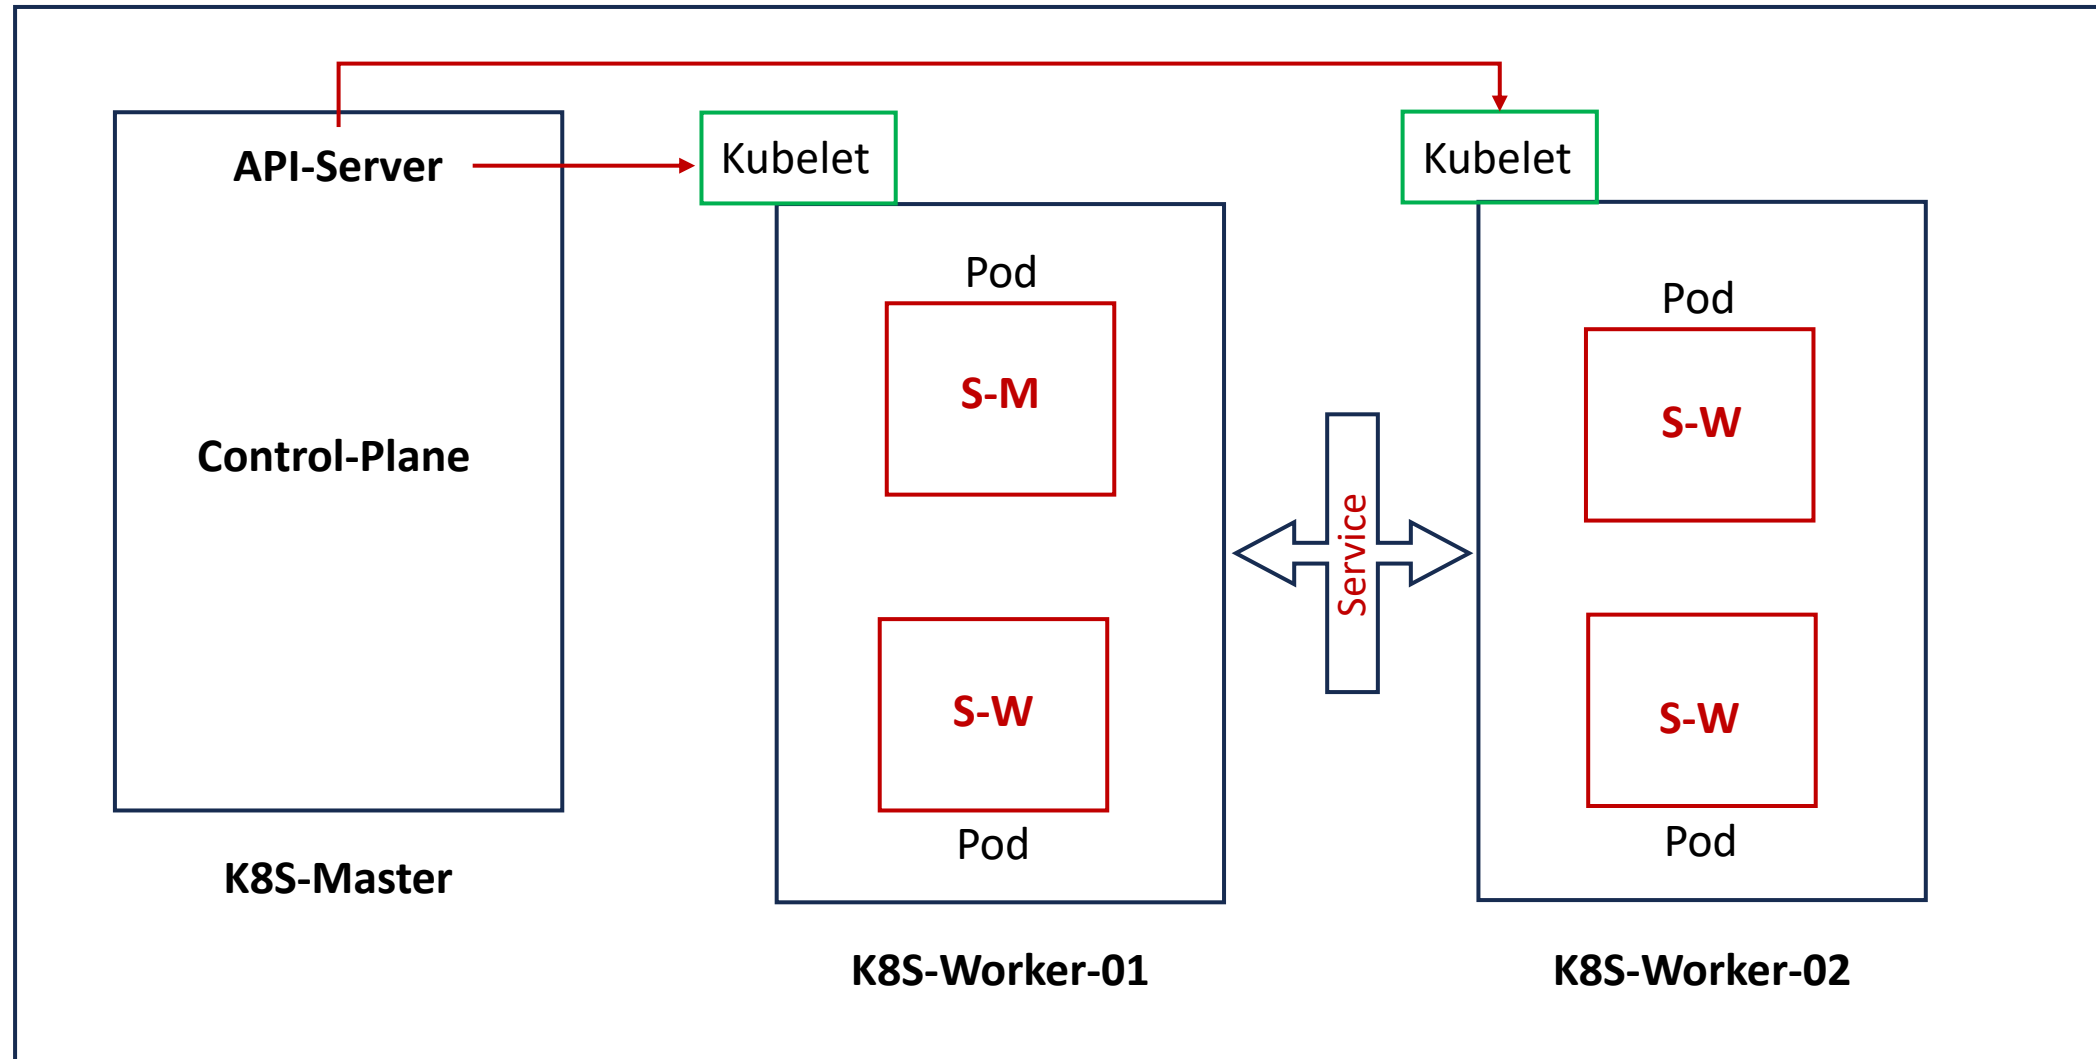 API-Server
Control-Plane
K8S-Master
Kubelet
Pod
S-M
S-W
Pod
K8S-Worker-01
Service
Kubelet
Pod
S-W
S-W
Pod
K8S-Worker-02